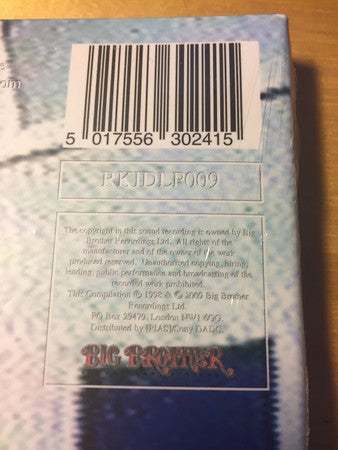 om
5 017556 302415
RKIDLP009
The copyright in this sound recording is owned by Big
Brother Recordings Ltd. All rights of the
manufacturer and of the owner of the work
produced reserved. Unauthorised copying, hiring,
lending, public performance and broadcasting of the
recorded work prohibited.
This Compilation ℗ 1998 & © 2009 Big Brother
Recordings Ltd.
PO Box 29479, London NW1 6GG.
Distributed by [PIAS]/Sony DADC.
BIG BROTHER